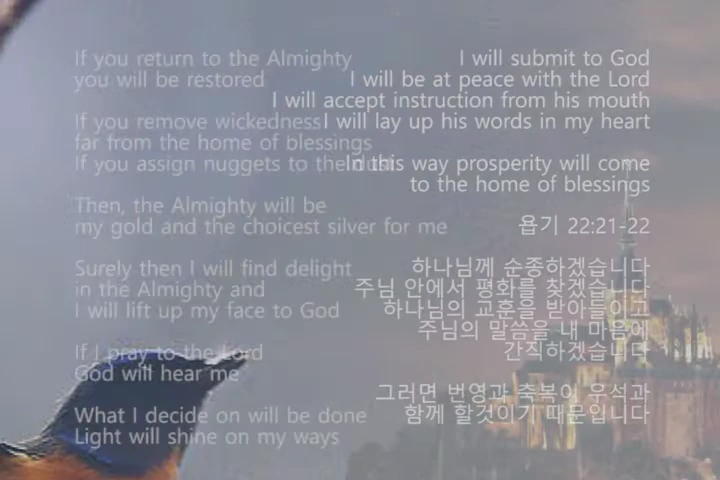 If you return to the Almighty
you will be restored
If you remove wickedness
far from the home of blessings
If you assign nuggets to the dust
Then, the Almighty will be
my gold and the choicest silver for me
Surely then I will find delight
in the Almighty and
I will lift up my face to God
If I pray to the Lord
God will hear me
What I decide on will be done
Light will shine on my ways
I will submit to God
I will be at peace with the Lord
I will accept instruction from his mouth
I will lay up his words in my heart
In this way prosperity will come
to the home of blessings
욥기 22:21-22
하나님께 순종하겠습니다
주님 안에서 평화를 찾겠습니다
하나님의 교훈을 받아들이고
주님의 말씀을 내 마음에
간직하겠습니다
그러면 번영과 축복이 우석과
함께 할것이기 때문입니다